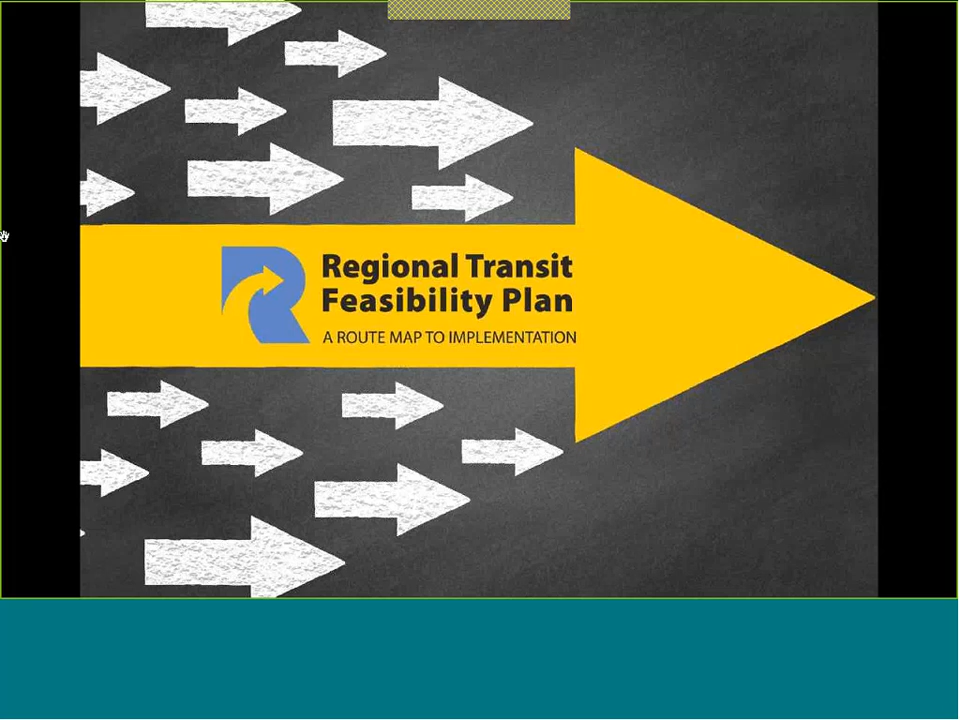 Regional Transit
Feasibility Plan
A ROUTE MAP TO IMPLEMENTATION